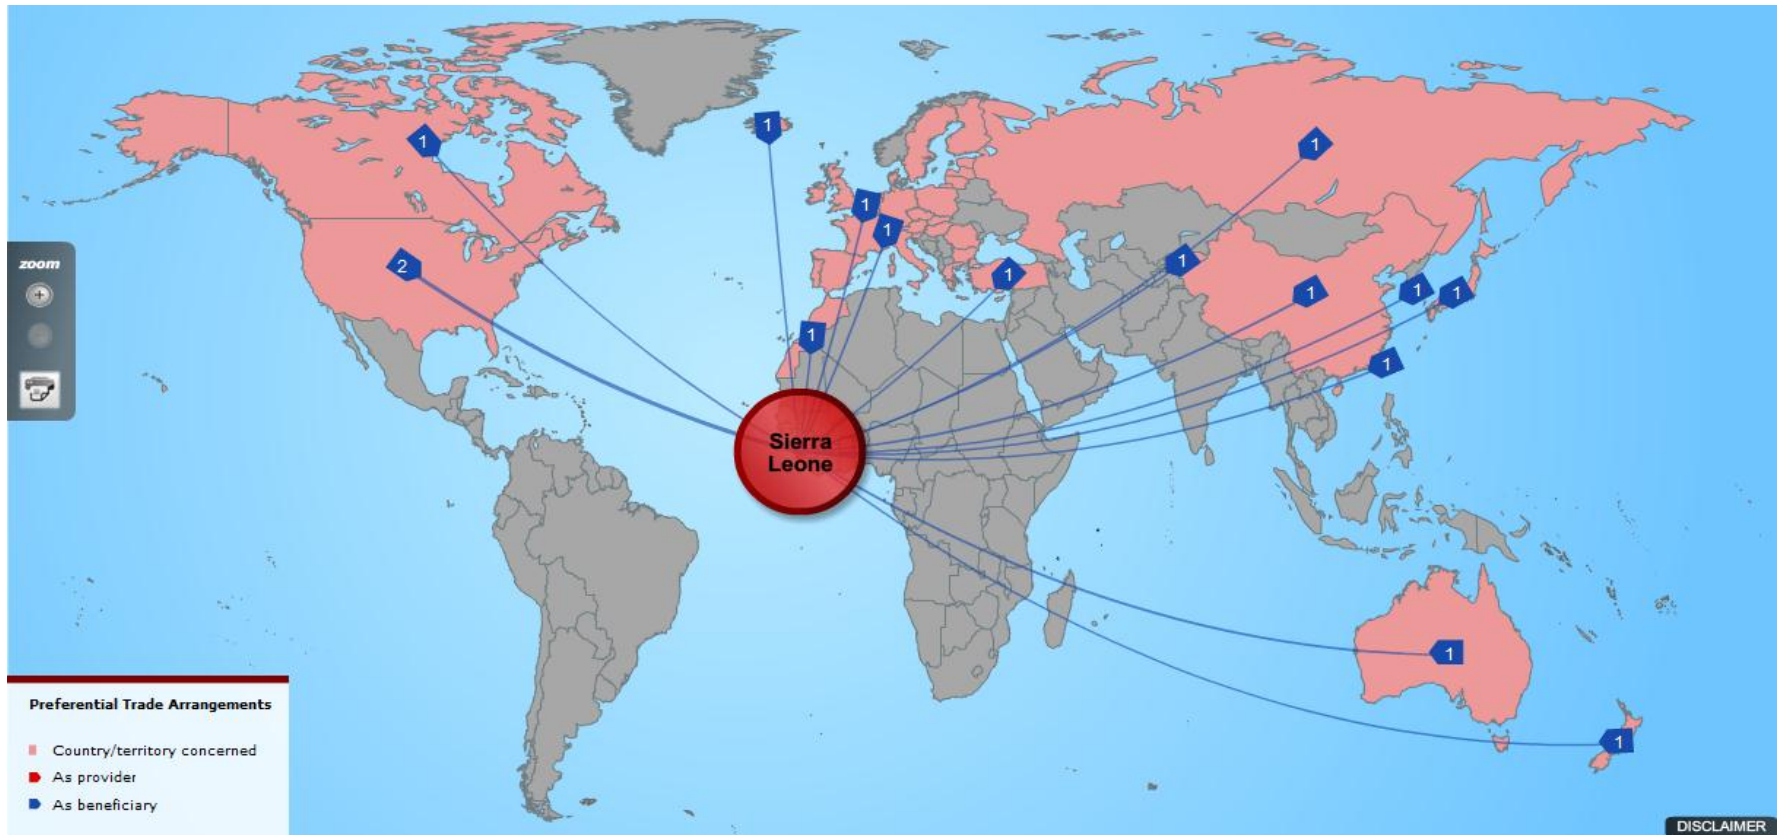 1
1
1
1
1
zoom
2
1
1
1
1
1
1
1
1
Sierra
Leone
1
1
Preferential Trade Arrangements
Country/territory concerned
As provider
As beneficiary
DISCLAIMER